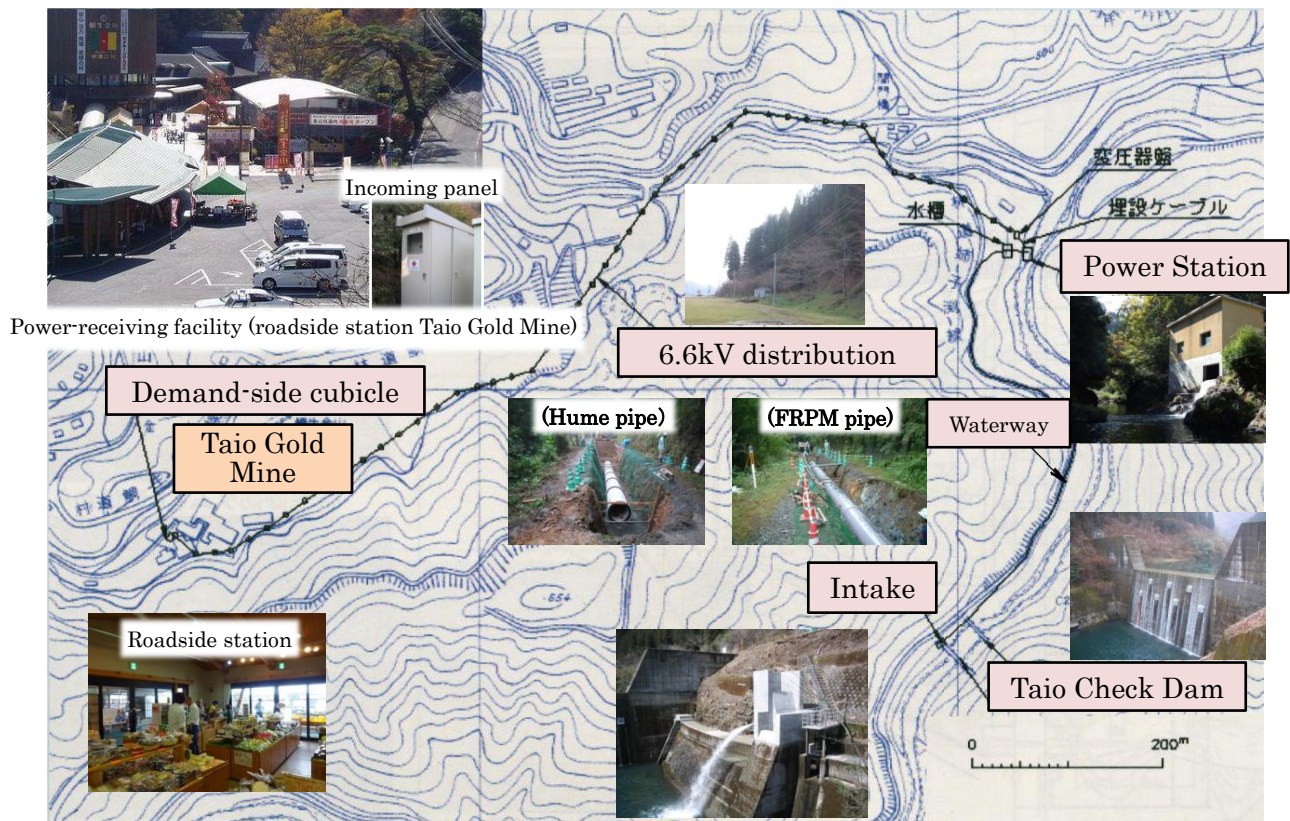 Incoming panel
変圧器盤
水槽
埋設ケーブル
Power Station
Power-receiving facility (roadside station Taio Gold Mine)
6.6kV distribution
Demand-side cubicle
(Hume pipe)
(FRPM pipe)
Waterway
Taio Gold
Mine
Intake
554
Roadside station
Taio Check Dam
0
200m